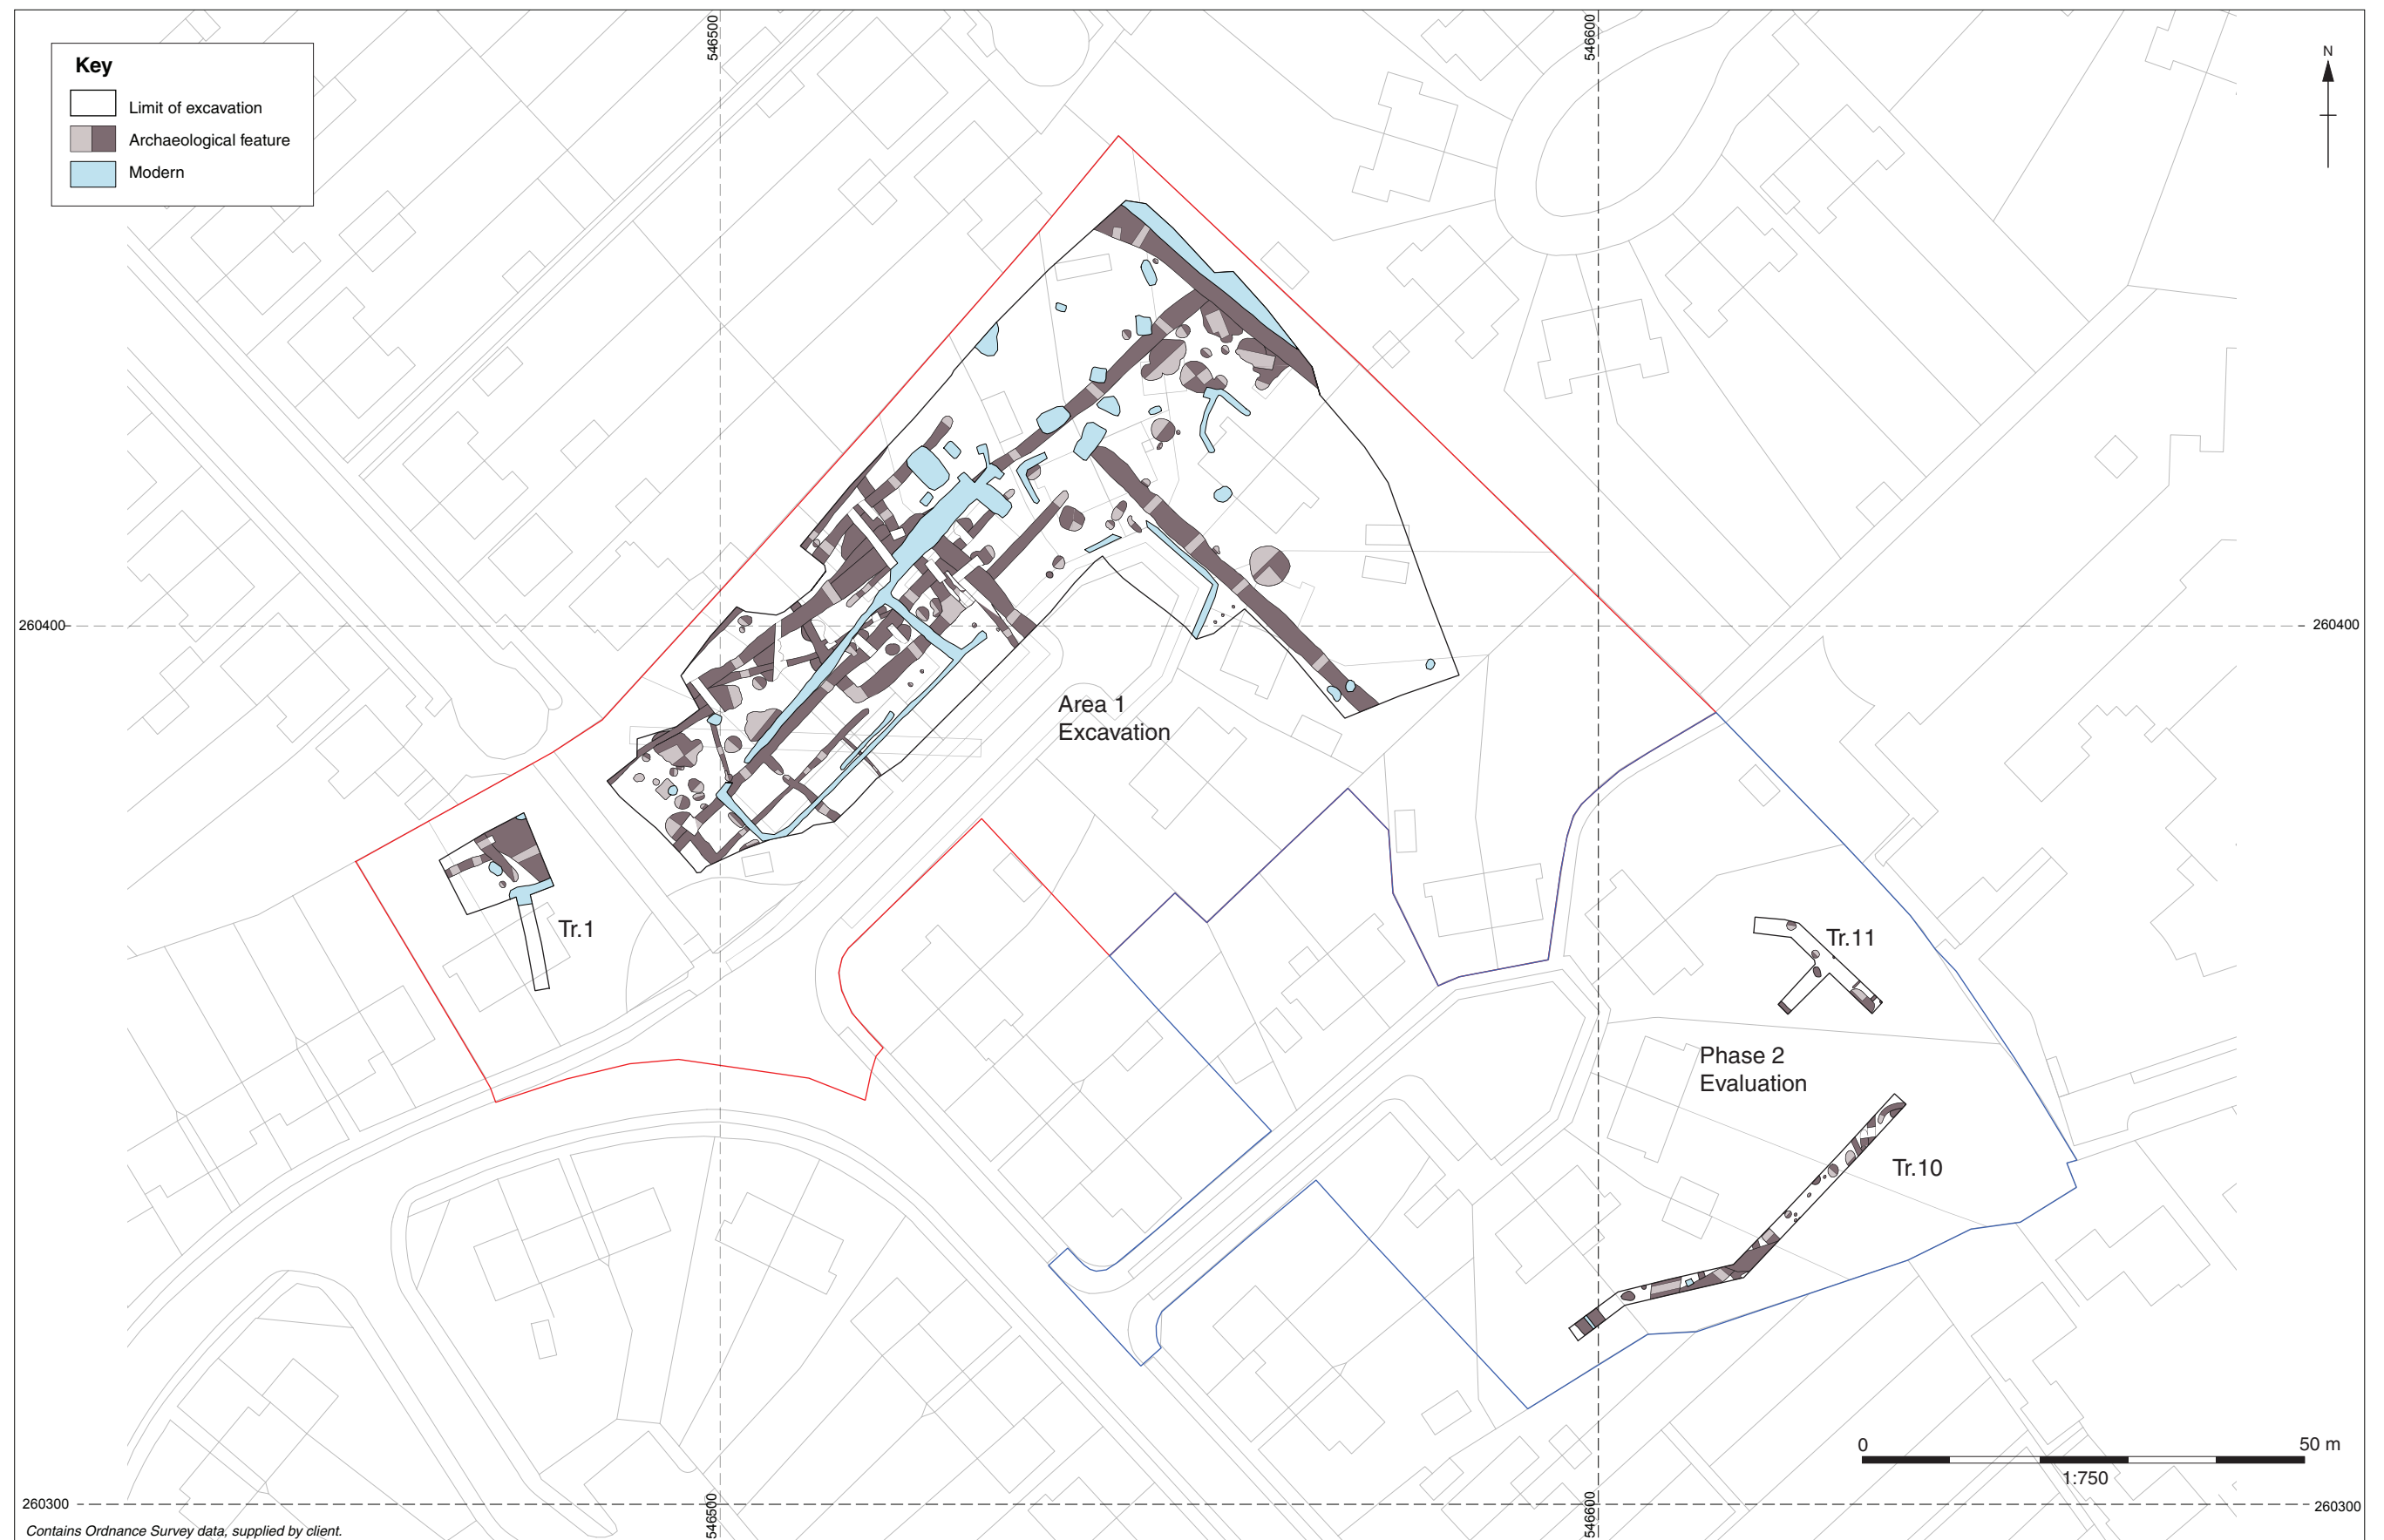 546500
546600
Key
Limit of excavation
Archaeological feature
Modern
N
260400
260400
Area 1
Excavation
Tr.1
Tr.11
Phase 2
Evaluation
Tr.10
0
50 m
1:750
260300
546500
546600
260300
Contains Ordnance Survey data, supplied by client.